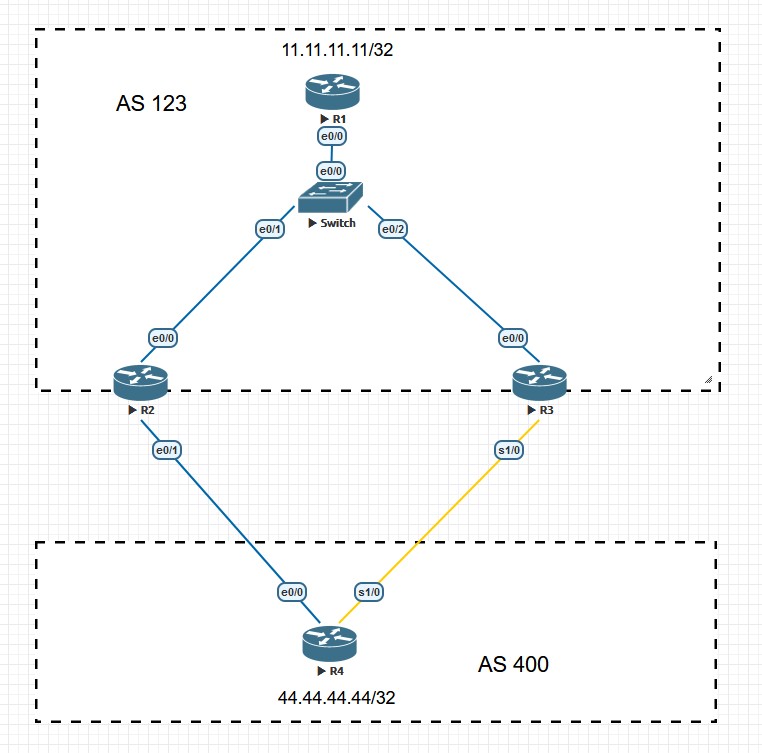 11.11.11.11/32
AS 123
R1
e0/0
e0/0
Switch
e0/1
e0/2
e0/0
e0/0
R2
R3
e0/1
s1/0
e0/0
s1/0
R4
AS 400
44.44.44.44/32